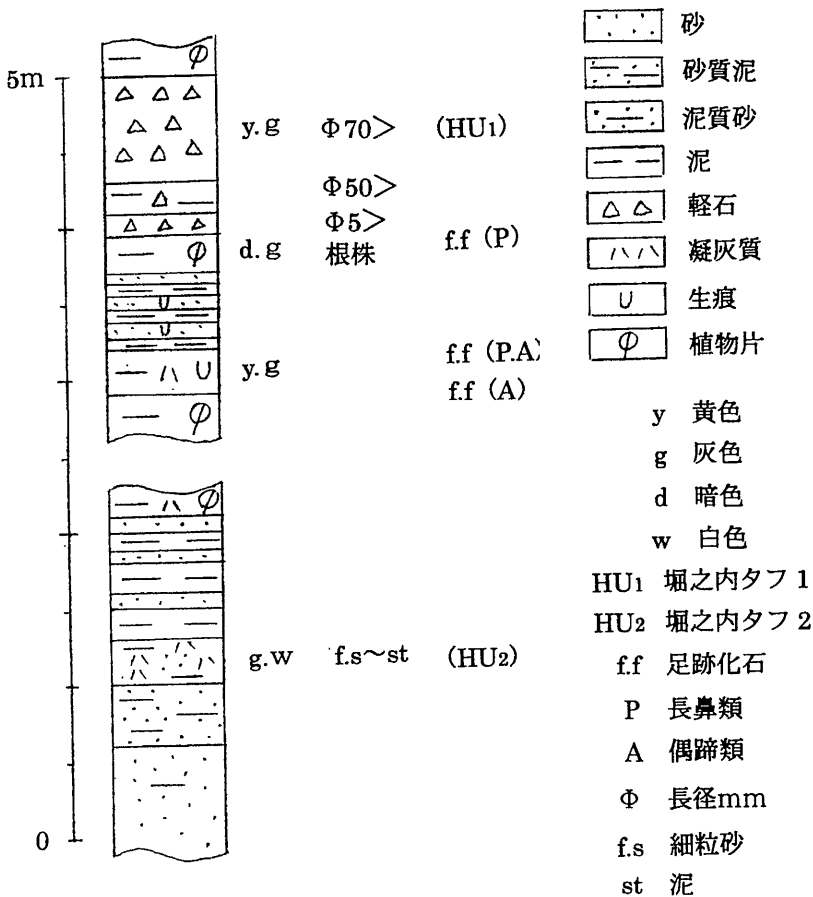 5m
0
y.g Φ70> (HU1)
Φ50>
Φ5>
d.g 根株 f.f (P)
y.g f.f (P.A)
f.f (A)
g.w f.s~st (HU2)
砂
砂質泥
泥質砂
泥
軽石
凝灰質
生痕
植物片
y 黄色
g 灰色
d 暗色
w 白色
HU1 堀之内タフ1
HU2 堀之内タフ2
f.f 足跡化石
P 長鼻類
A 偶蹄類
Φ 長径mm
f.s 細粒砂
st 泥